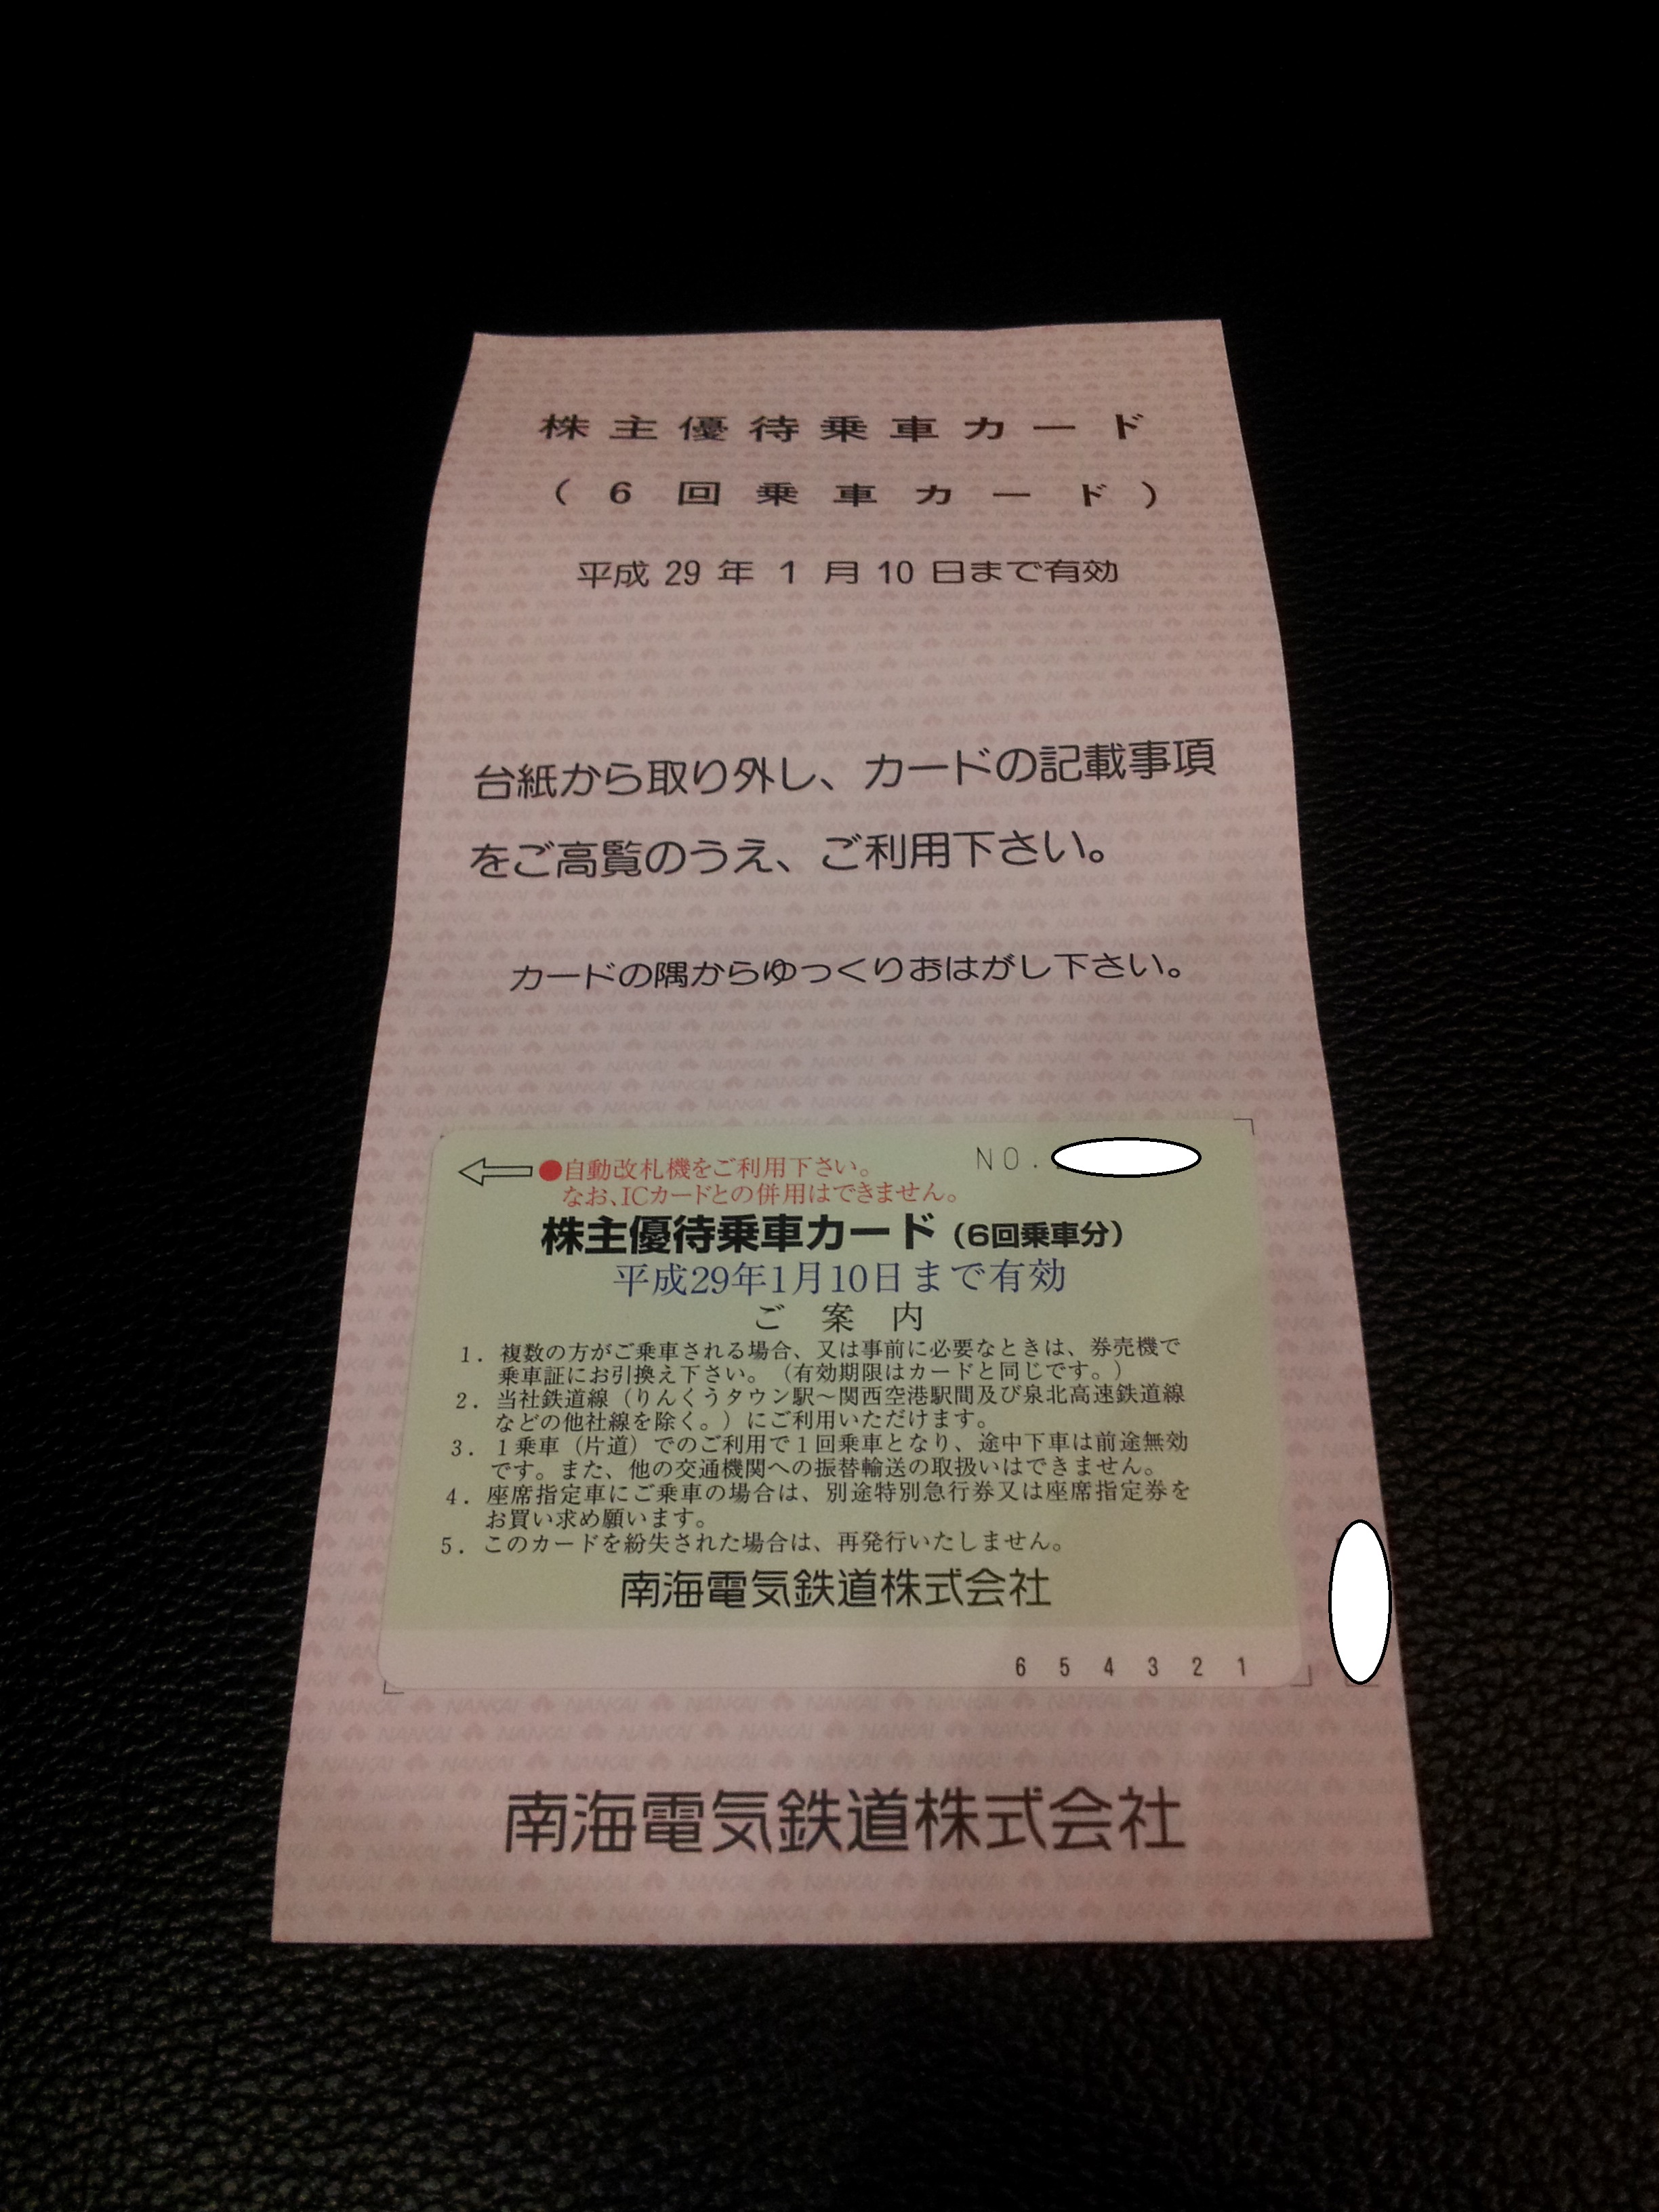 株主優待乗車カード
(6回乗車カード)
平成29年1月10日まで有効
台紙から取り外し、カードの記載事項
をご高覧のうえ、ご利用下さい。
カードの隅からゆっくりおはがし下さい。
●自動改札機をご利用下さい。
NO.
なお、ICカードとの併用はできません。
株主優待乗車カード(6回乗車分)
平成29年1月10日まで有効
ご案内
1. 複数の方がご乗車される場合、又は事前に必要なときは、券売機で
乗車証にお引換え下さい。(有効期限はカードと同じです。)
2. 当社鉄道線(りんくうタウン駅~関西空港駅間及び泉北高速鉄道線
などの他社線を除く。)にご利用いただけます。
3. 1乗車(片道)でのご利用で1回乗車となり、途中下車は前途無効
です。また、他の交通機関への振替輸送の取扱いはできません。
4. 座席指定車にご乗車の場合は、別途特別急行券又は座席指定券を
お買い求め願います。
5. このカードを紛失された場合は、再発行いたしません。
南海電気鉄道株式会社
6 5 4 3 2 1
南海電気鉄道株式会社